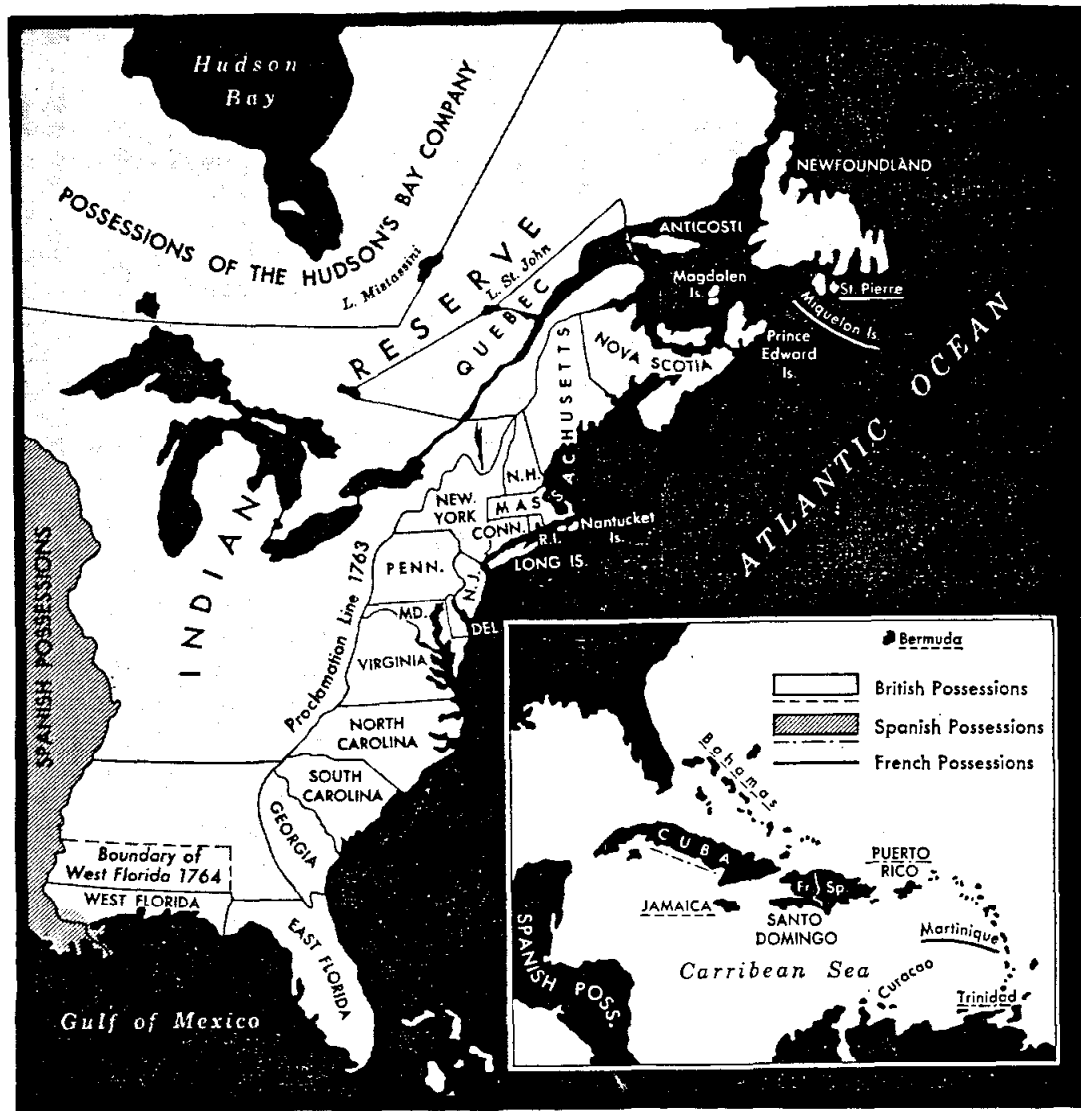 Hudson
Bay
POSSESSIONS OF THE HUDSON'S BAY COMPANY
L. Mistassini
RESERVE
L. St. John
QUEBEC
NEWFOUNDLAND
ANTICOSTI
Magdalen
Is.
St. Pierre
Miquelon Is.
Prince
Edward
Is.
NOVA SCOTIA
MASSACHUSETTS
ATLANTIC OCEAN
N.H.
NEW
YORK
CONN.
R.I.
Nantucket
Is.
LONG IS.
PENN.
N.J.
MD.
DEL
VIRGINIA
Proclamation Line 1763
INDIAN
SPANISH POSSESSIONS
NORTH
CAROLINA
SOUTH
CAROLINA
GEORGIA
Boundary of
West Florida 1764
WEST FLORIDA
EAST FLORIDA
Gulf of Mexico
Bermuda
British Possessions
Spanish Possessions
French Possessions
Bahamas
CUBA
PUERTO
RICO
Fr.
Sp.
JAMAICA
SANTO
DOMINGO
Martinique
SPANISH POSS.
Carribean Sea
Curacao
Trinidad